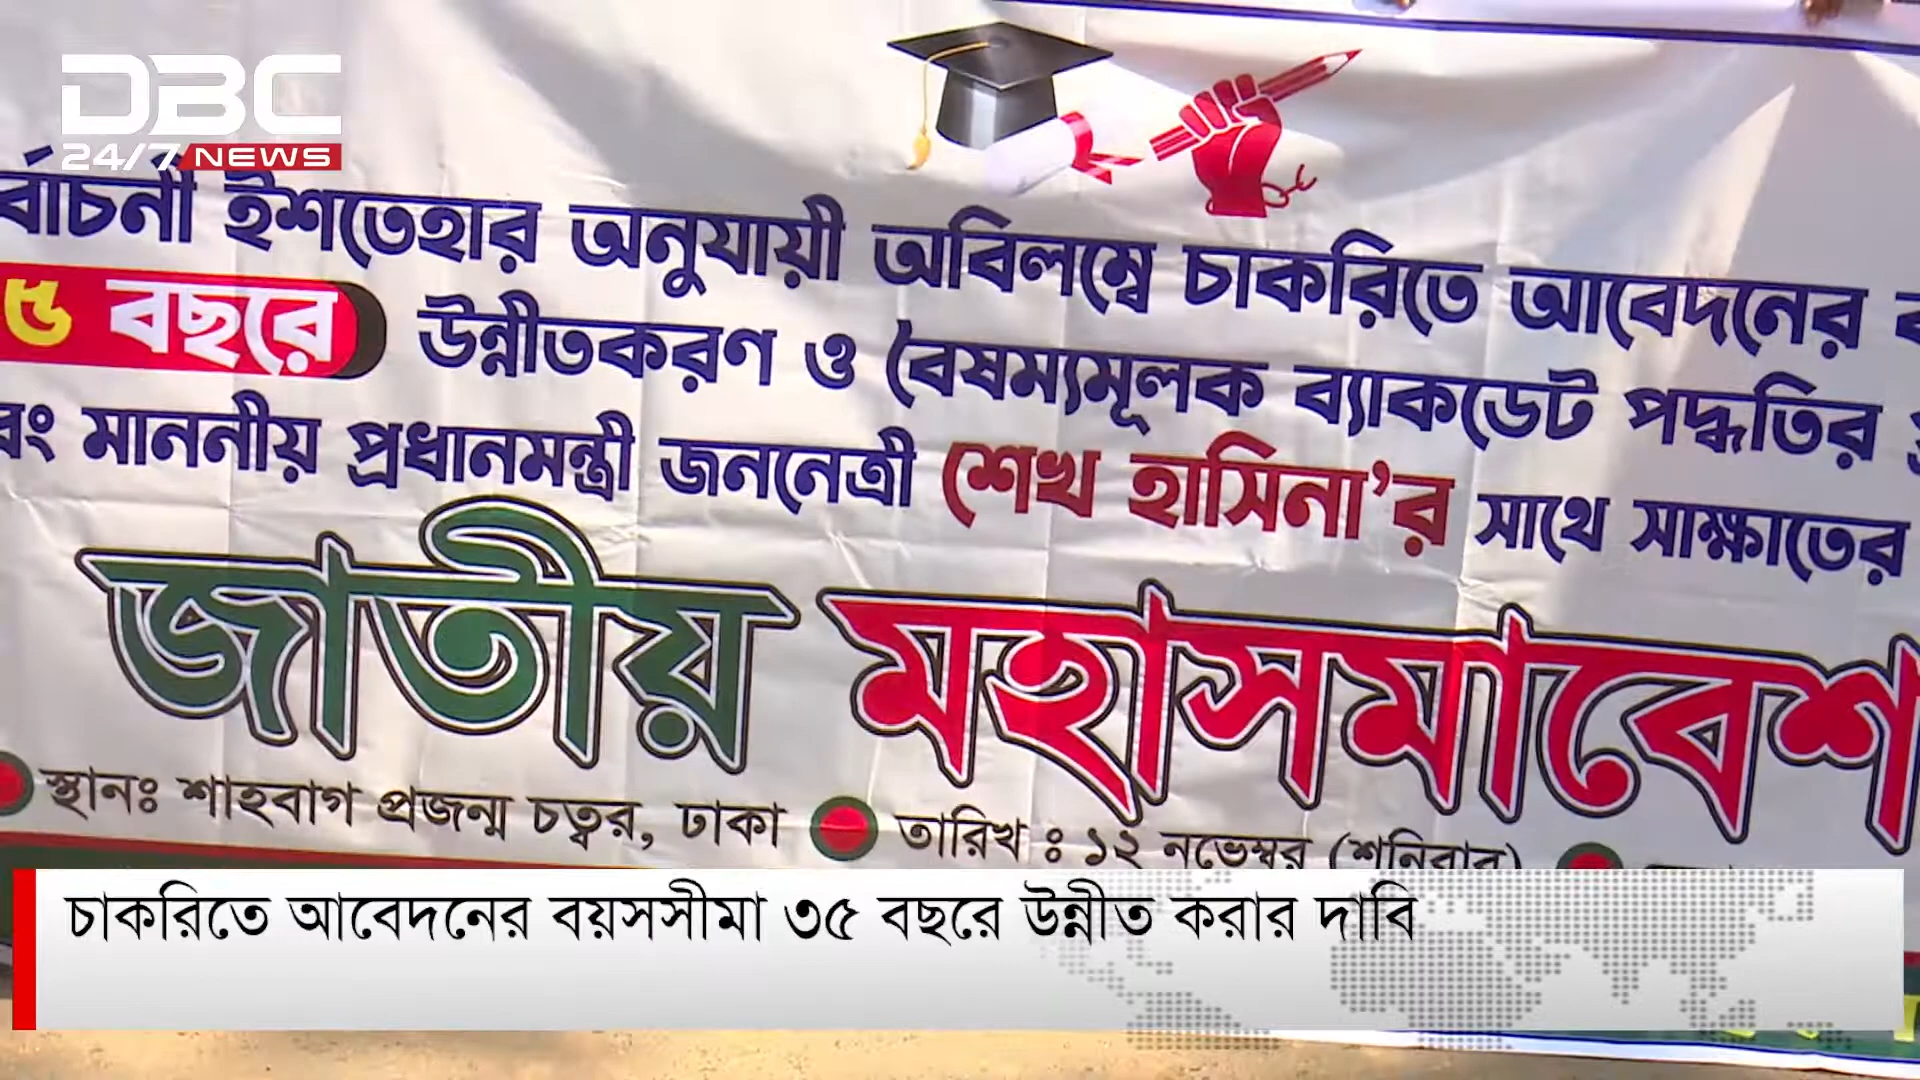 DBC
24/7 NEWS
ইশতেহার অনুযায়ী অবিলম্বে চাকরিতে আবেদনের
৫ বছরে উন্নীতকরণ ও বৈষম্যমূলক ব্যাকডেট পদ্ধতির
মাননীয় প্রধানমন্ত্রী জননেত্রী শেখ হাসিনা'র সাথে সাক্ষাতের
জাতীয় মহাসমাবেশ
স্থানঃ শাহবাগ প্রজন্ম চত্বর, ঢাকা তারিখ : ১২ নভেম্বর (শনিবার)
চাকরিতে আবেদনের বয়সসীমা ৩৫ বছরে উন্নীত করার দাবি